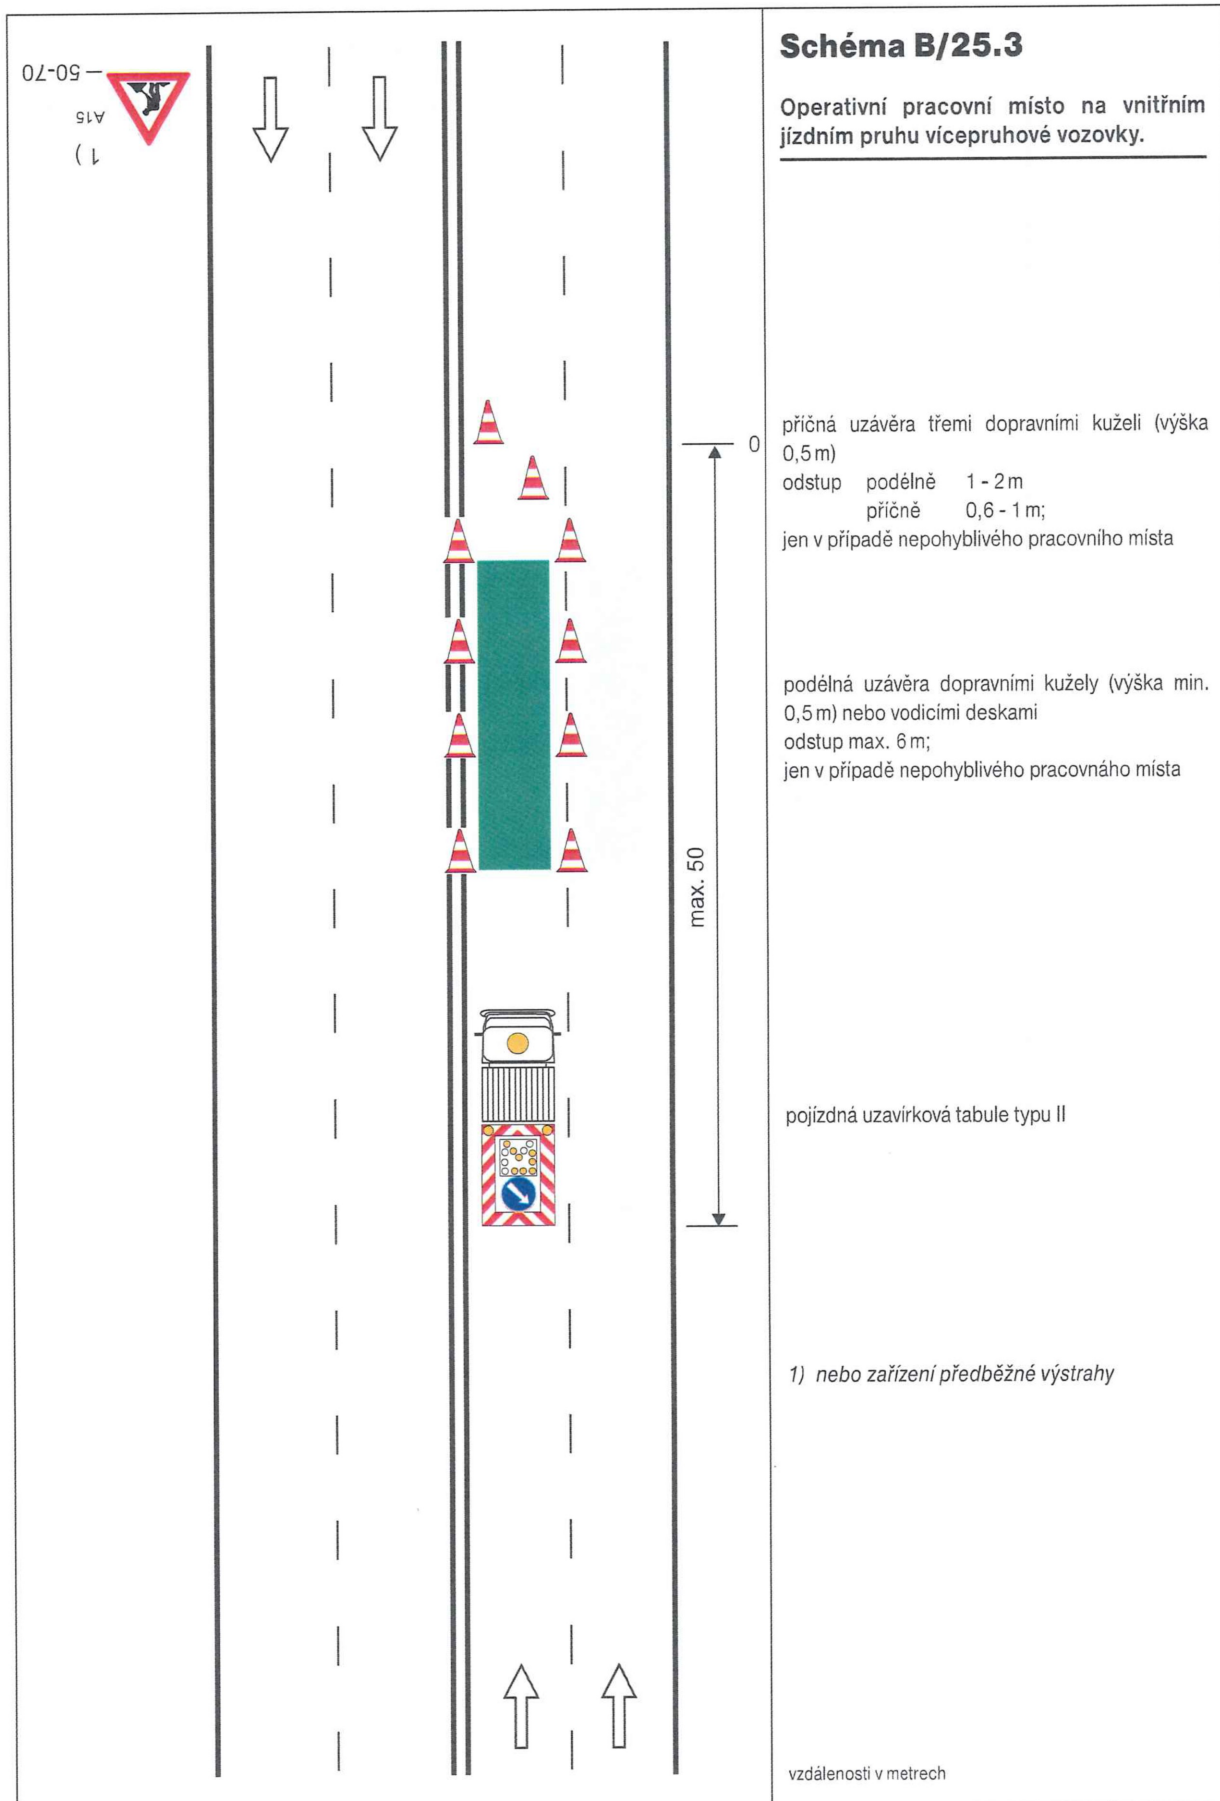 Schéma B/25.3
Operativní pracovní místo na vnitřním
jízdním pruhu vícepruhové vozovky.
50-70
A15
1)
0
příčná uzávěra třemi dopravními kuželi (výška
0,5 m)
odstup podélně 1 - 2 m
příčně 0,6 - 1 m;
jen v případě nepohyblivého pracovního místa
podélná uzávěra dopravními kužely (výška min.
0,5 m) nebo vodicími deskami
odstup max. 6 m;
jen v případě nepohyblivého pracovnáho místa
max. 50
pojízdná uzavírková tabule typu II
1) nebo zařízení předběžné výstrahy
vzdálenosti v metrech